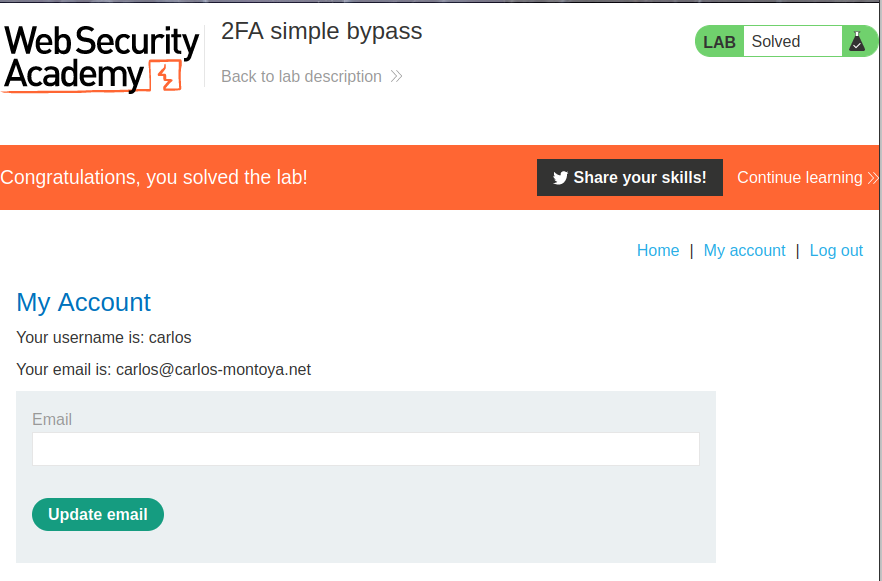 Web Security
Academy
2FA simple bypass
Back to lab description
LAB Solved
Congratulations, you solved the lab!
Share your skills!
Continue learning
Home | My account | Log out
My Account
Your username is: carlos
Your email is: carlos@carlos-montoya.net
Email
Update email